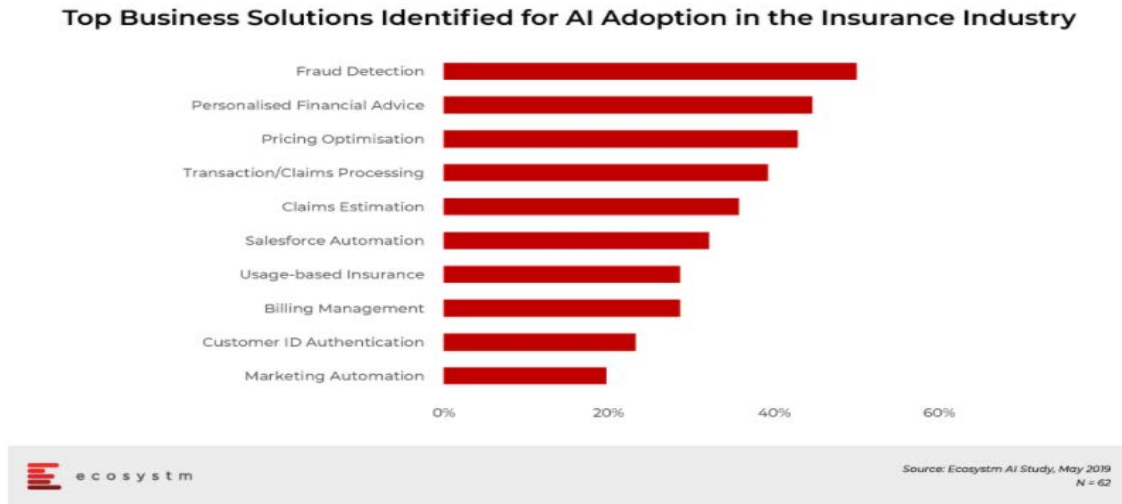 Top Business Solutions Identified for AI Adoption in the Insurance Industry
Fraud Detection
Personalised Financial Advice
Pricing Optimisation
Transaction/Claims Processing
Claims Estimation
Salesforce Automation
Usage-based Insurance
Billing Management
Customer ID Authentication
Marketing Automation
0% 20% 40% 60%
ecosystm
Source: Ecosystm AI Study, May 2019
N = 62